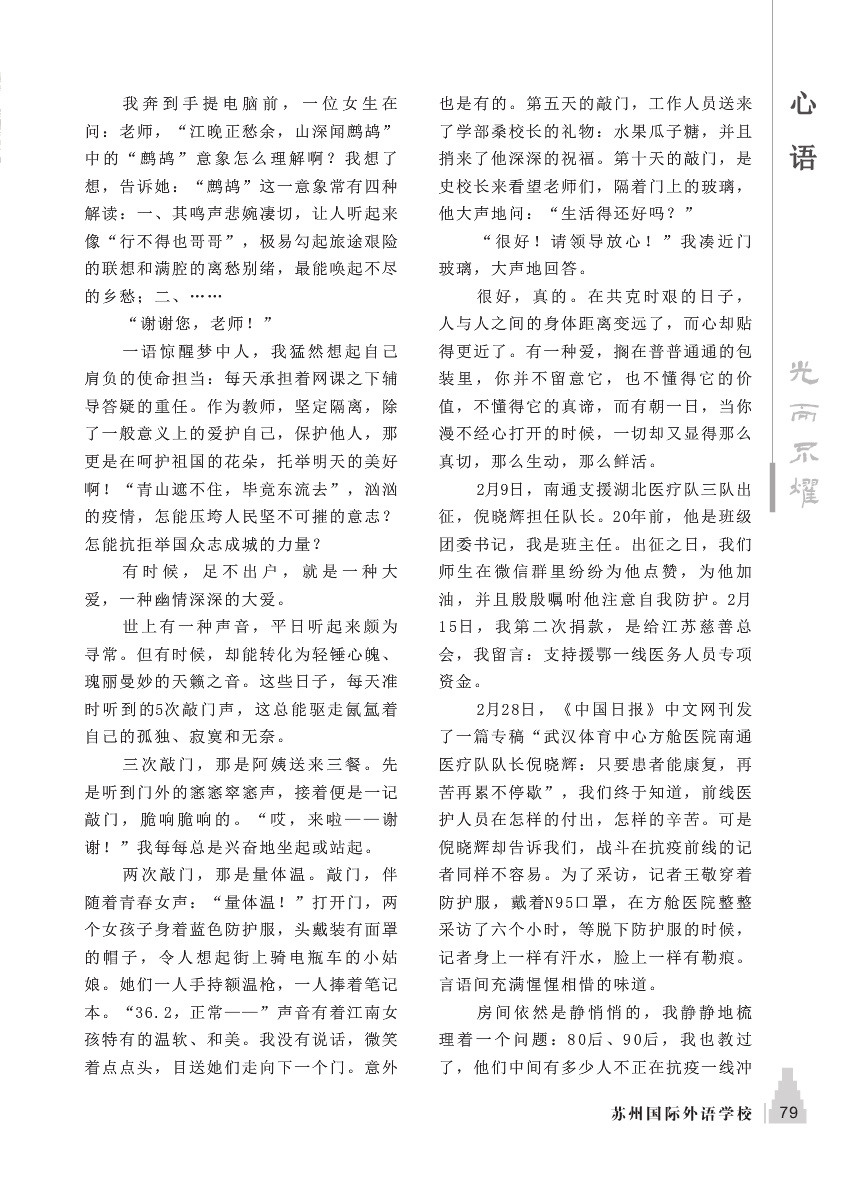 我奔到手提电脑前，一位女生在
问：老师，“江晚正愁余，山深闻鹧鸪”
中的“鹧鸪”意象怎么理解啊？我想了
想，告诉她：“鹧鸪”这一意象常有四种
解读：一、其鸣声悲婉凄切，让人听起来
像“行不得也哥哥”，极易勾起旅途艰险
的联想和满腔的离愁别绪，最能唤起不尽
的乡愁；二、……
“谢谢您，老师！”
一语惊醒梦中人，我猛然想起自己
肩负的使命担当：每天承担着网课之下辅
导答疑的重任。作为教师，坚定隔离，除
了一般意义上的爱护自己，保护他人，那
更是在呵护祖国的花朵，托举明天的美好
啊！“青山遮不住，毕竟东流去”，汹汹
的疫情，怎能压垮人民坚不可摧的意志？
怎能抗拒举国众志成城的力量？
有时候，足不出户，就是一种大
爱，一种幽情深深的大爱。
世上有一种声音，平日听起来颇为
寻常。但有时候，却能转化为轻锤心魄、
瑰丽曼妙的天籁之音。这些日子，每天准
时听到的5次敲门声，这总能驱走氤氲着
自己的孤独、寂寞和无奈。
三次敲门，那是阿姨送来三餐。先
是听到门外的窸窸窣窸声，接着便是一记
敲门，脆响脆响的。“哎，来啦——谢
谢！”我每每总是兴奋地坐起或站起。
两次敲门，那是量体温。敲门，伴
随着青春女声：“量体温！”打开门，两
个女孩子身着蓝色防护服，头戴装有面罩
的帽子，令人想起街上骑电瓶车的小姑
娘。她们一人手持额温枪，一人捧着笔记
本。“36.2，正常——”声音有着江南女
孩特有的温软、和美。我没有说话，微笑
着点点头，目送她们走向下一个门。意外
也是有的。第五天的敲门，工作人员送来
了学部桑校长的礼物：水果瓜子糖，并且
捎来了他深深的祝福。第十天的敲门，是
史校长来看望老师们，隔着门上的玻璃，
他大声地问：“生活得还好吗？”
“很好！请领导放心！”我凑近门
玻璃，大声地回答。
很好，真的。在共克时艰的日子，
人与人之间的身体距离变远了，而心却贴
得更近了。有一种爱，搁在普普通通的包
装里，你并不留意它，也不懂得它的价
值，不懂得它的真谛，而有朝一日，当你
漫不经心打开的时候，一切却又显得那么
真切，那么生动，那么鲜活。
2月9日，南通支援湖北医疗队三队出
征，倪晓辉担任队长。20年前，他是班级
团委书记，我是班主任。出征之日，我们
师生在微信群里纷纷为他点赞，为他加
油，并且殷殷嘱咐他注意自我防护。2月
15日，我第二次捐款，是给江苏慈善总
会，我留言：支持援鄂一线医务人员专项
资金。
2月28日，《中国日报》中文网刊发
了一篇专稿“武汉体育中心方舱医院南通
医疗队队长倪晓辉：只要患者能康复，再
苦再累不停歇”，我们终于知道，前线医
护人员在怎样的付出，怎样的辛苦。可是
倪晓辉却告诉我们，战斗在抗疫前线的记
者同样不容易。为了采访，记者王敬穿着
防护服，戴着N95口罩，在方舱医院整整
采访了六个小时，等脱下防护服的时候，
记者身上一样有汗水，脸上一样有勒痕。
言语间充满惺惺相惜的味道。
房间依然是静悄悄的，我静静地梳
理着一个问题：80后、90后，我也教过
了，他们中间有多少人不正在抗疫一线冲
心语
光而不耀
苏州国际外语学校
79